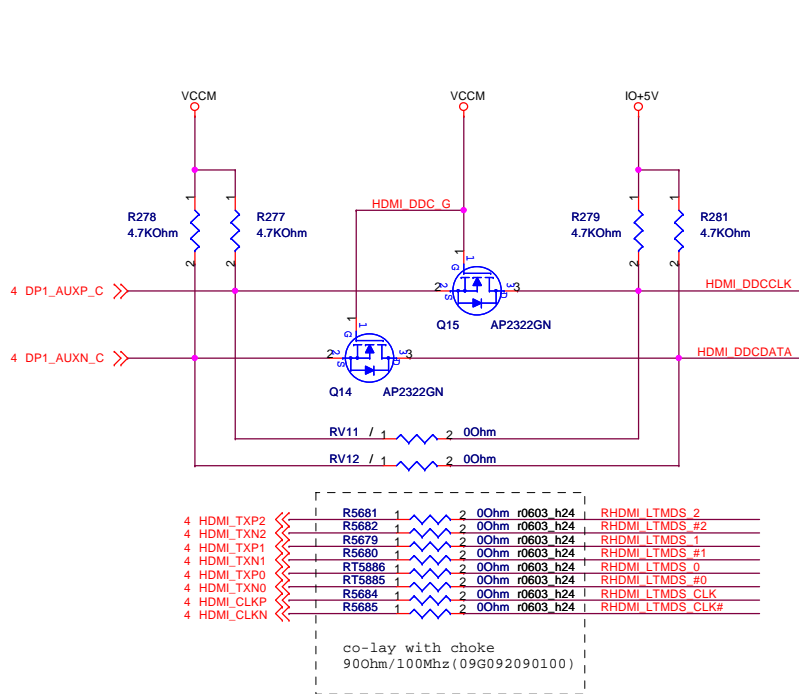 VCCM VCCM IO+5V
HDMI_DDC_G
1 1 1 1
R278 R277 R279 R281
4.7KOhm 4.7KOhm 4.7KOhm 4.7KOhm
2 2 1 1 G 2 2
4 DP1_AUXP_C 2 2 S 3 D 3 HDMI_DDCCLK
Q15 AP2322GN
1 1 G
4 DP1_AUXN_C 2 2 S 3 D 3 HDMI_DDCDATA
Q14 AP2322GN
RV11 / 1 2 0Ohm
RV12 / 1 2 0Ohm
4 HDMI_TXP2 R5681 1 2 0Ohm r0603_h24 RHDMI_LTMDS_2
4 HDMI_TXN2 R5682 1 2 0Ohm r0603_h24 RHDMI_LTMDS_#2
4 HDMI_TXP1 R5679 1 2 0Ohm r0603_h24 RHDMI_LTMDS_1
4 HDMI_TXN1 R5680 1 2 0Ohm r0603_h24 RHDMI_LTMDS_#1
4 HDMI_TXP0 RT5886 1 2 0Ohm r0603_h24 RHDMI_LTMDS_0
4 HDMI_TXN0 RT5885 1 2 0Ohm r0603_h24 RHDMI_LTMDS_#0
4 HDMI_CLKP R5684 1 2 0Ohm r0603_h24 RHDMI_LTMDS_CLK
4 HDMI_CLKN R5685 1 2 0Ohm r0603_h24 RHDMI_LTMDS_CLK#
co-lay with choke
90Ohm/100Mhz(09G092090100)